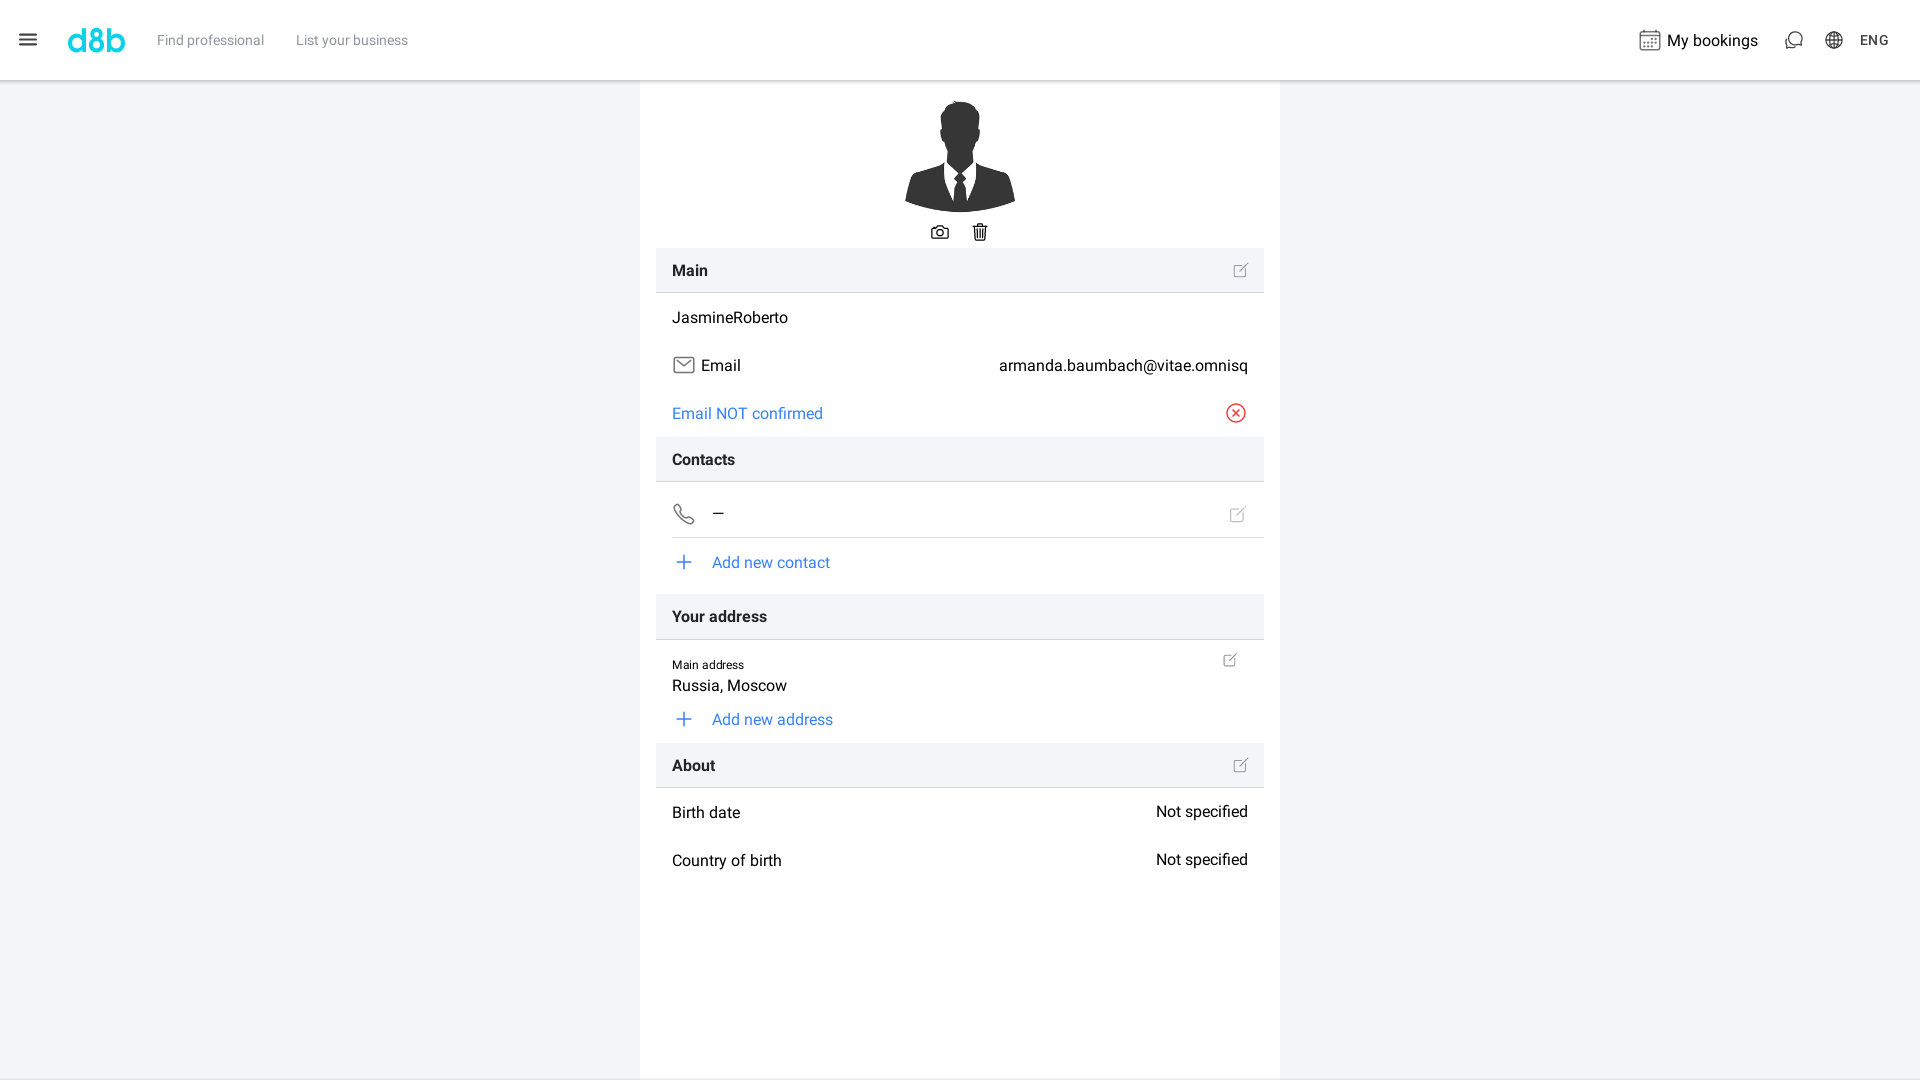 d8b
Find professional
List your business
My bookings
ENG
Main
JasmineRoberto
Email
armanda.baumbach@vitae.omnisq
Email NOT confirmed
Contacts
—
Add new contact
Your address
Main address
Russia, Moscow
Add new address
About
Birth date
Not specified
Country of birth
Not specified